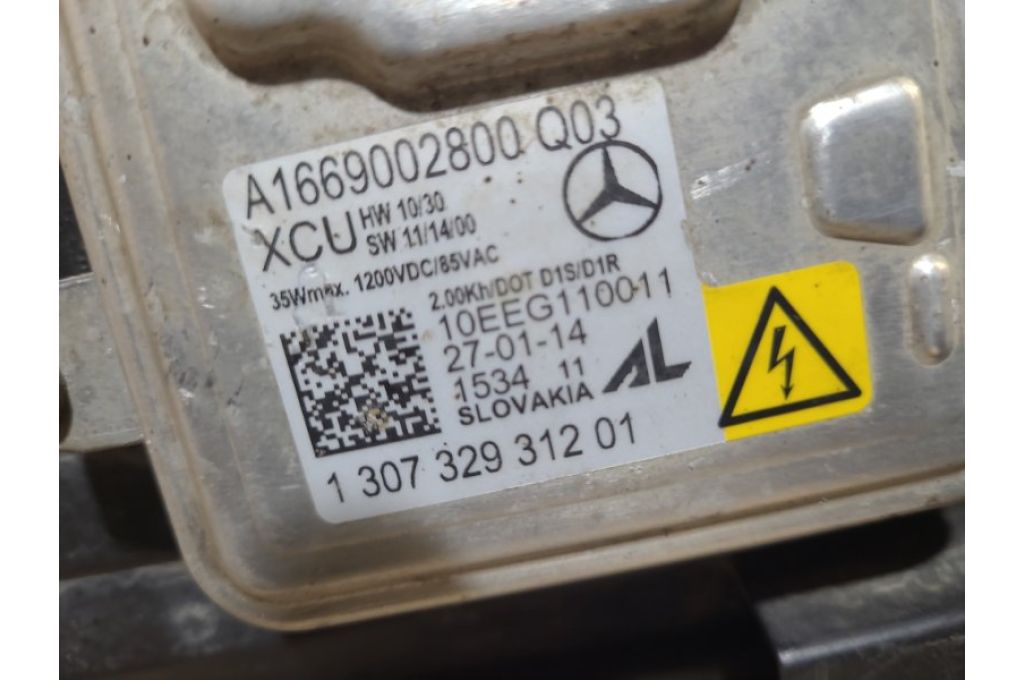 A1669002800 Q03
XCU
HW 10/30
SW 11/14/00
35Wmax. 1200VDC/85VAC
2.00Kh/DOT D1S/D1R
10EEG110011
27-01-14
1534 11
SLOVAKIA
AL
1 307 329 312 01